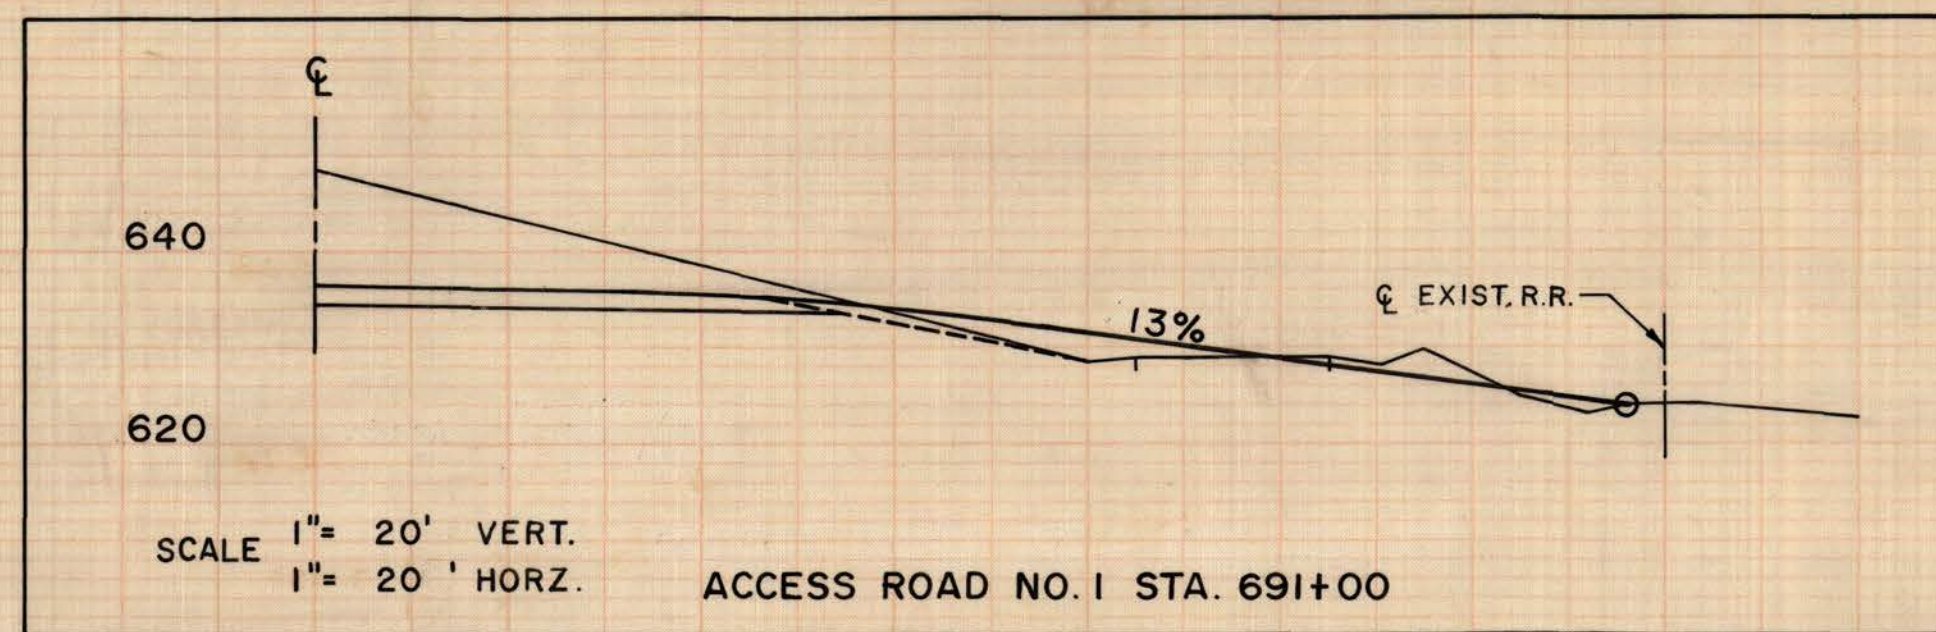 ℄
640
℄ EXIST. R.R.
13%
620
SCALE 1"= 20' VERT.
1"= 20' HORZ.
ACCESS ROAD NO. 1 STA. 691+00